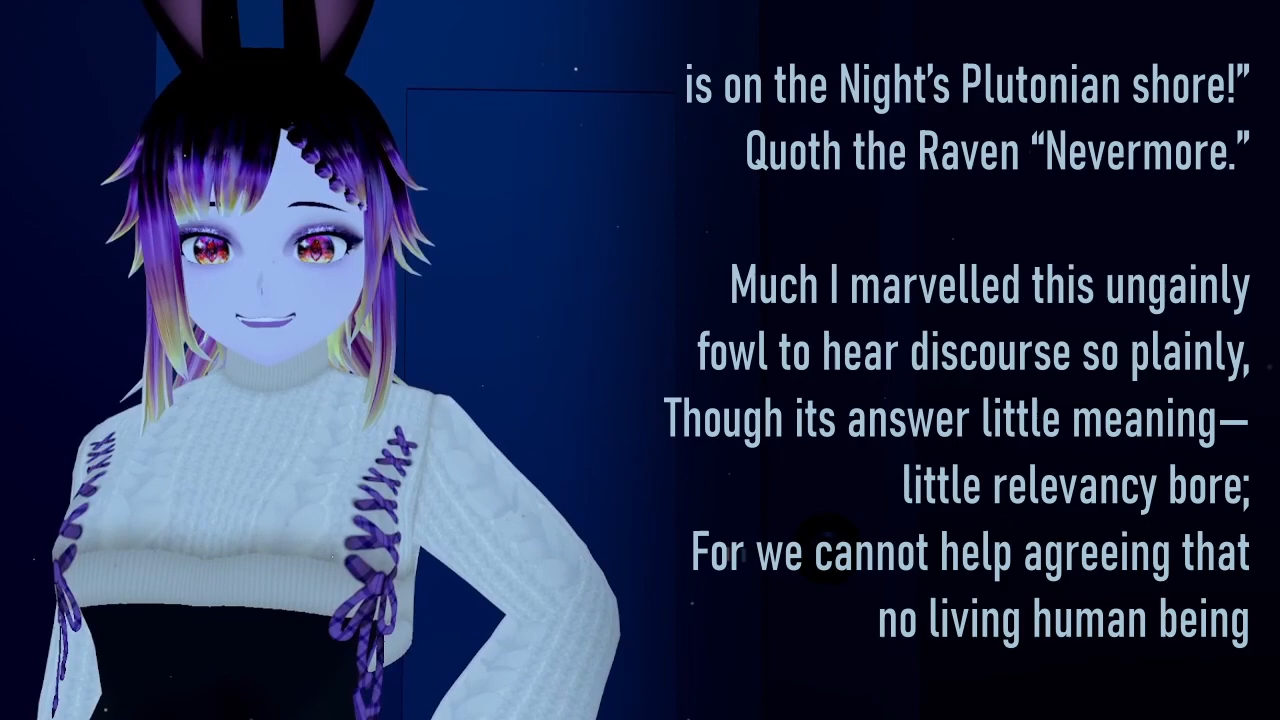 is on the Night’s Plutonian shore!”
Quoth the Raven “Nevermore.”
Much I marvelled this ungainly
fowl to hear discourse so plainly,
Though its answer little meaning—
little relevancy bore;
For we cannot help agreeing that
no living human being